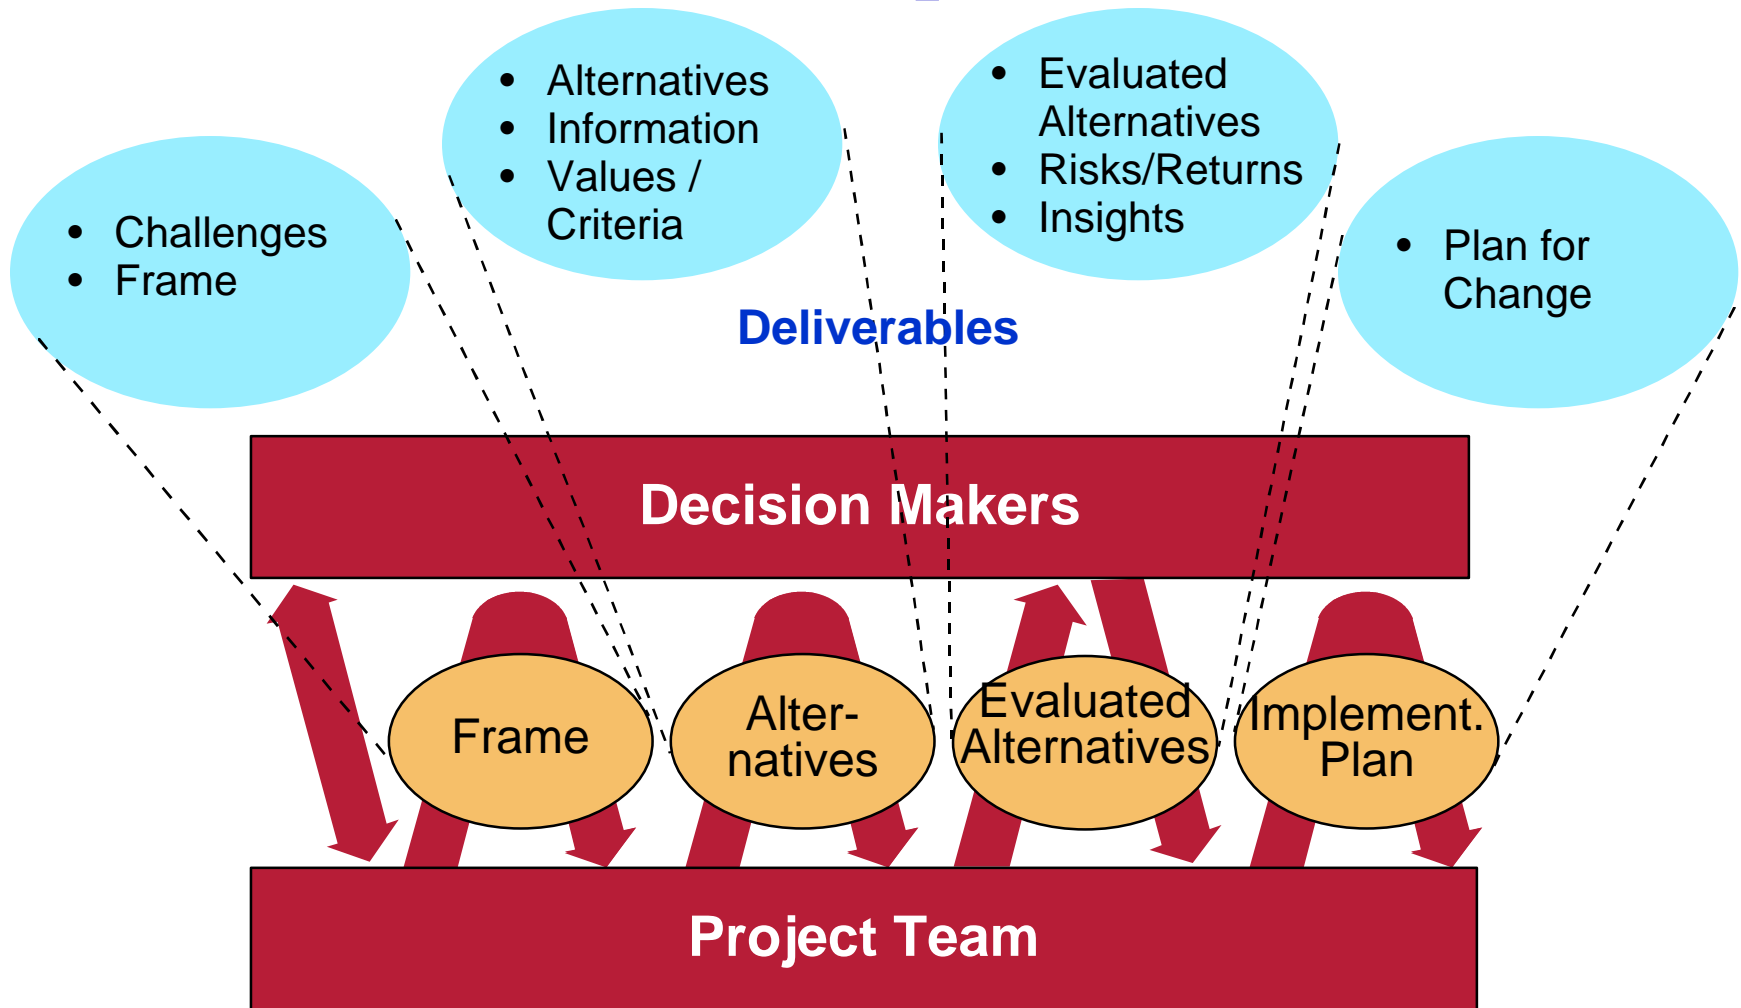 • Challenges
• Frame
• Alternatives
• Information
• Values /
Criteria
• Evaluated
Alternatives
• Risks/Returns
• Insights
• Plan for
Change
Deliverables
Decision Makers
Frame
Alter-
natives
Evaluated
Alternatives
Implement.
Plan
Project Team